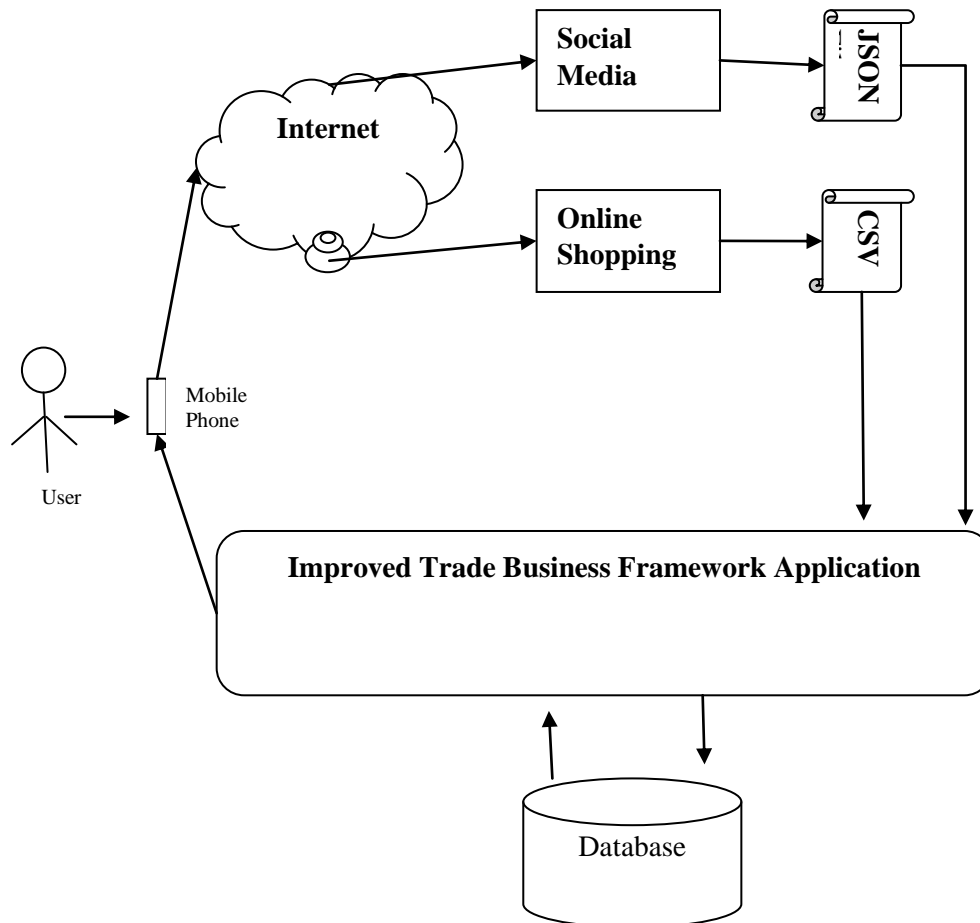 Social
Media
JSON
Internet
Online
Shopping
CSV
Mobile
Phone
User
Improved Trade Business Framework Application
Database